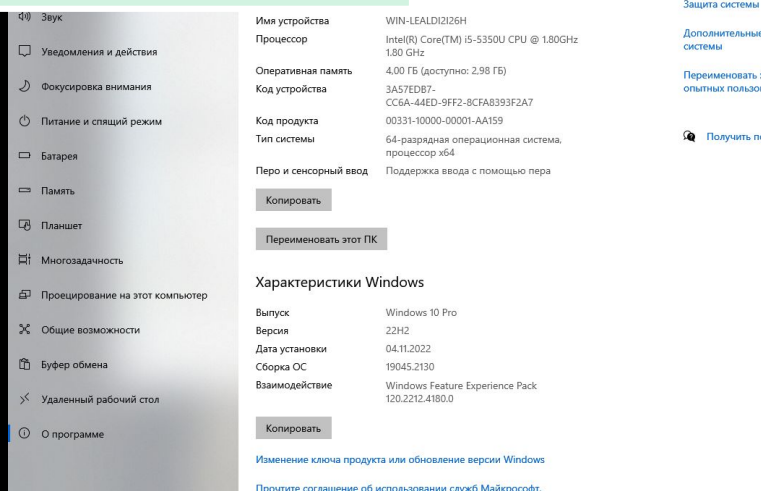 Звук
Уведомления и действия
Фокусировка внимания
Питание и спящий режим
Батарея
Память
Планшет
Многозадачность
Проецирование на этот компьютер
Общие возможности
Буфер обмена
Удаленный рабочий стол
О программе
Имя устройства WIN-LEALDI2I26H
Процессор Intel(R) Core(TM) i5-5350U CPU @ 1.80GHz
1.80 GHz
Оперативная память 4,00 ГБ (доступно: 2,98 ГБ)
Код устройства 3A57EDB7-
CC6A-44ED-9FF2-8CFA8393F2A7
Код продукта 00331-10000-00001-AA159
Тип системы 64-разрядная операционная система,
процессор x64
Перо и сенсорный ввод Поддержка ввода с помощью пера
Копировать
Переименовать этот ПК
Характеристики Windows
Выпуск Windows 10 Pro
Версия 22H2
Дата установки 04.11.2022
Сборка ОС 19045.2130
Взаимодействие Windows Feature Experience Pack
120.2212.4180.0
Копировать
Изменение ключа продукта или обновление версии Windows
Прочтите соглашение об использовании служб Майкрософт,
Защита системы
Дополнительные
системы
Переименовать
опытных
Получить